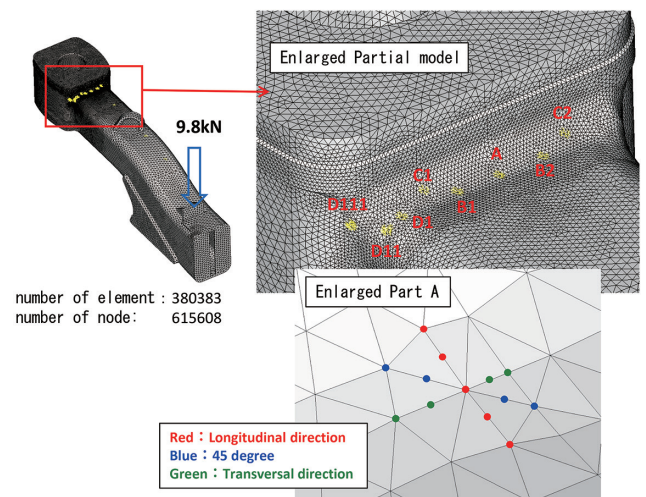 Enlarged Partial model
9.8kN
C2
A
C1
B2
D111
D1
B1
D11
number of element : 380383
number of node: 615608
Enlarged Part A
Red：Longitudinal direction
Blue：45 degree
Green：Transversal direction